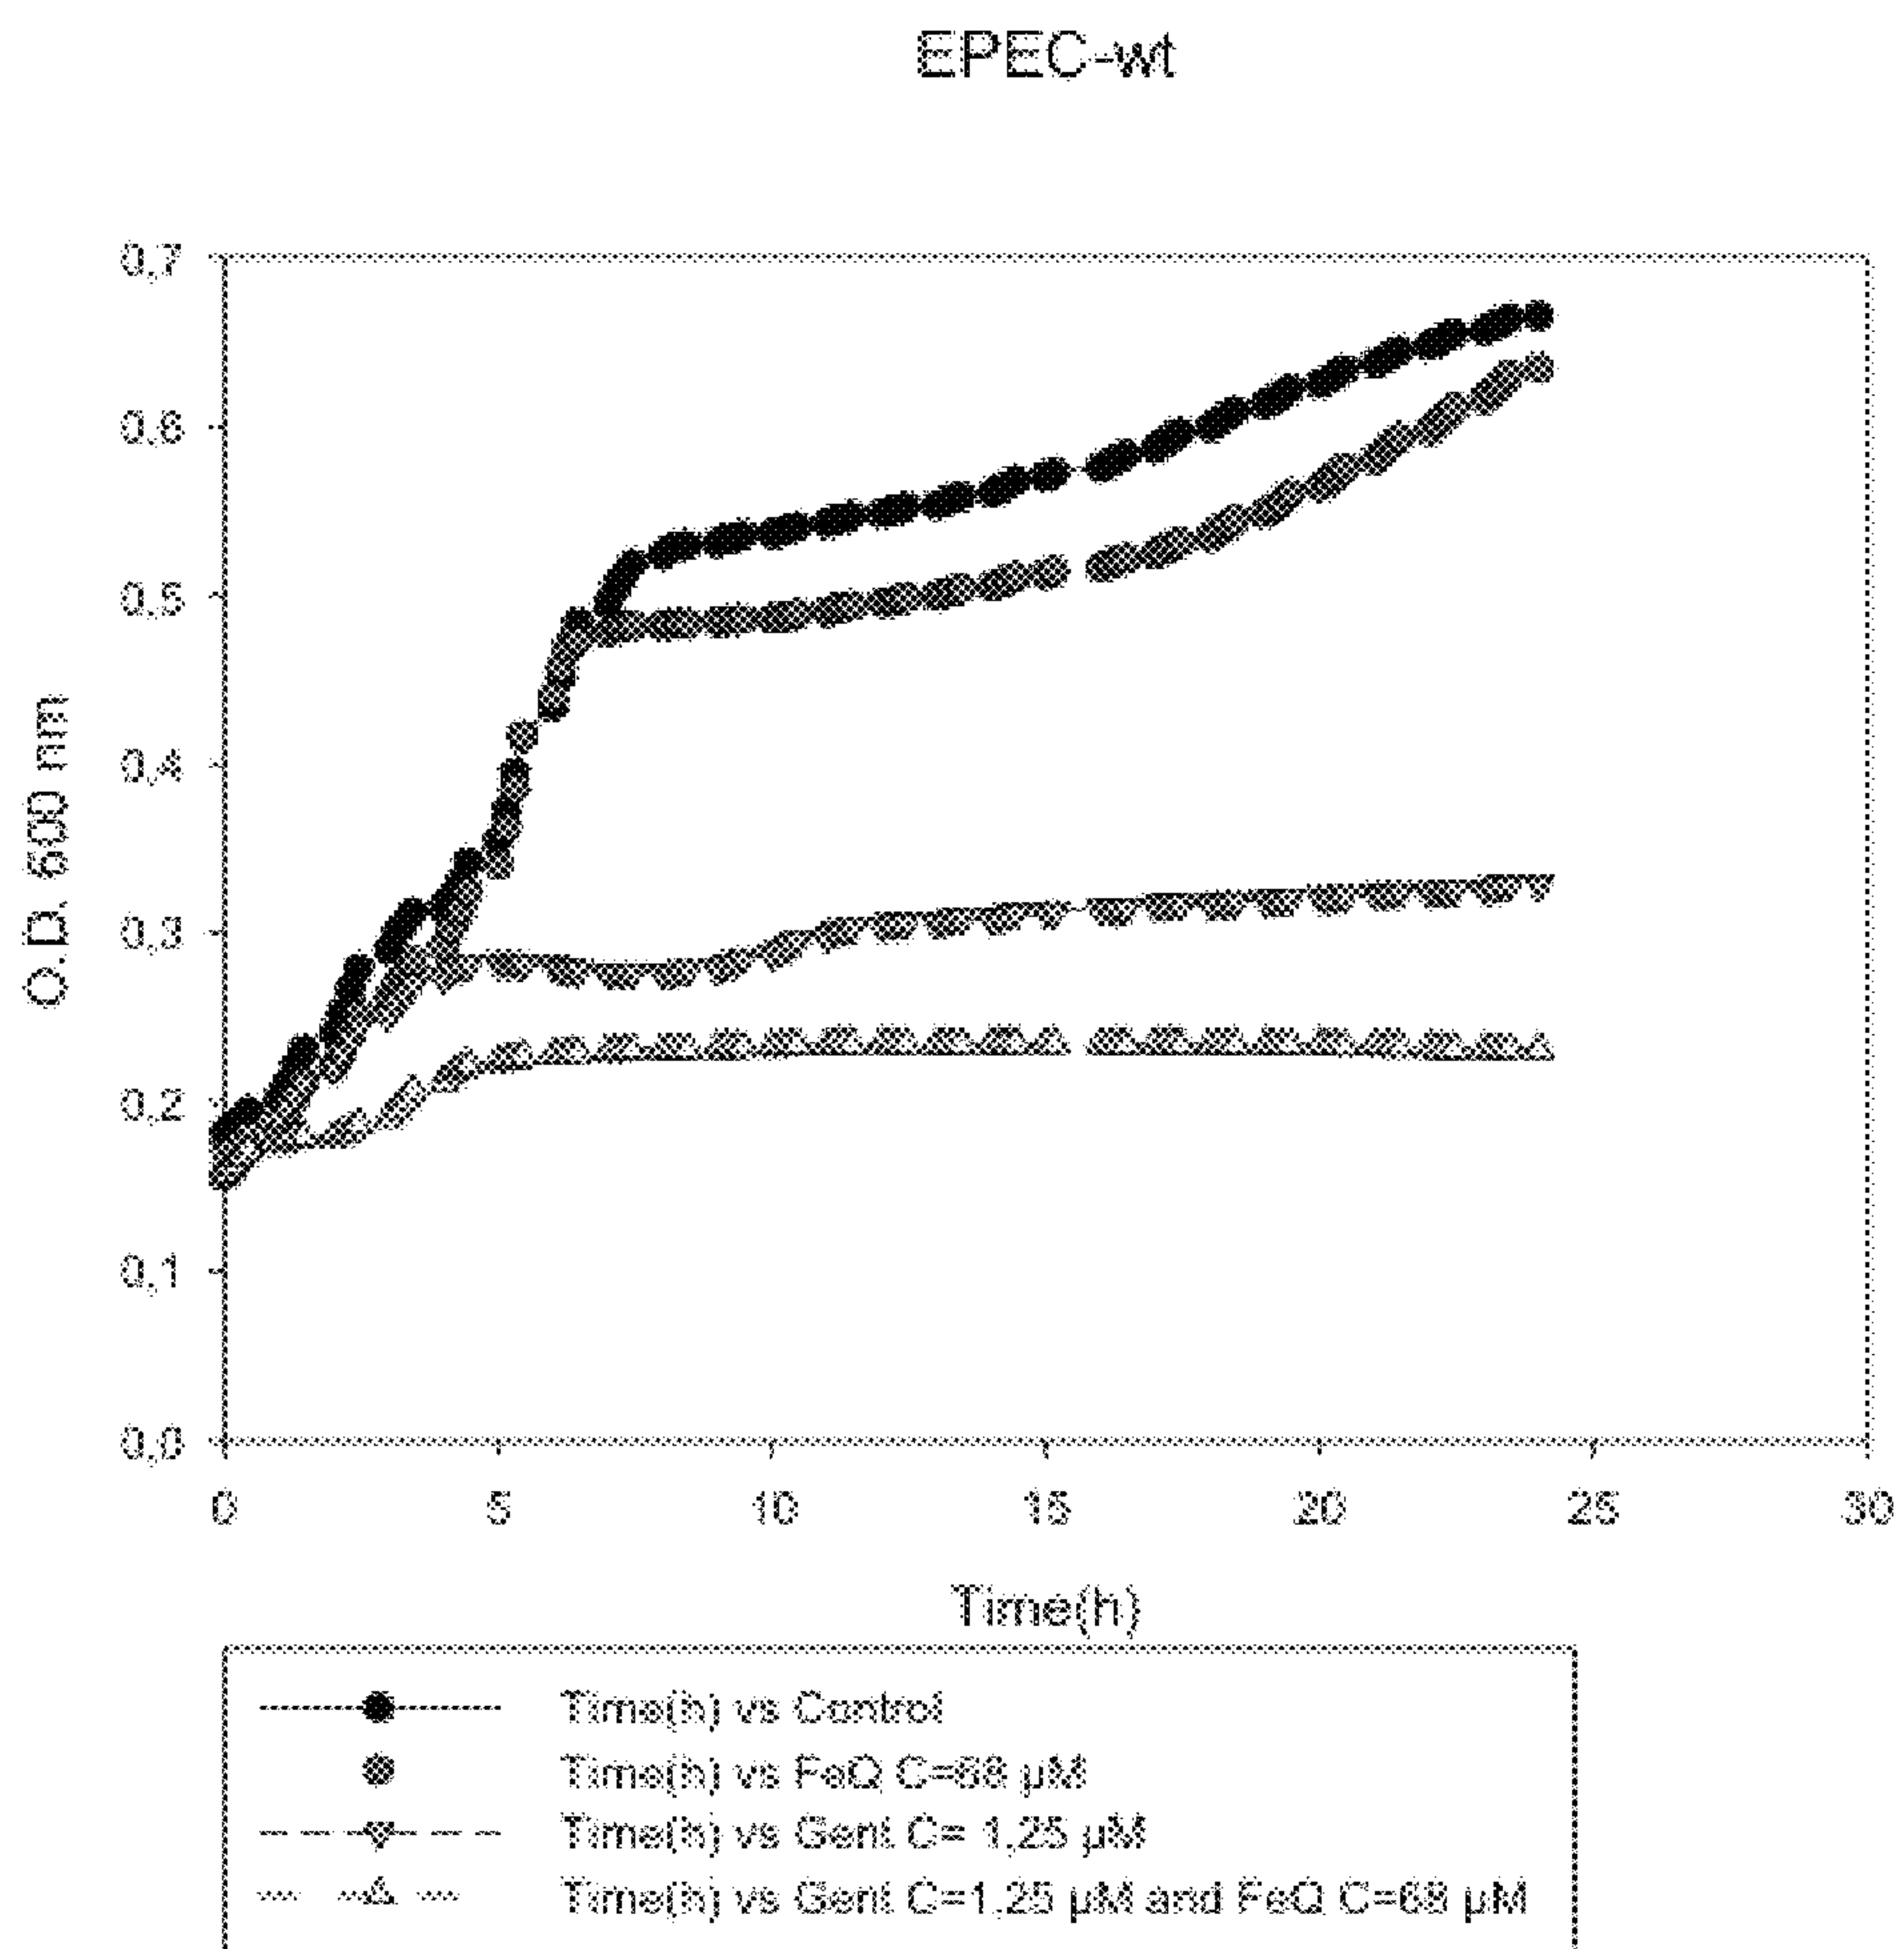 EPEC-wt
0,7
0,6
0,5
0,4
0,3
0,2
0,1
0,0
O.D. 600 nm
0 5 10 15 20 25 30
Time(h)
Time(h) vs Control
Time(h) vs FeQ C=68 µM
Time(h) vs Gent C= 1,25 µM
Time(h) vs Gent C=1,25 µM and FeQ C=68 µM